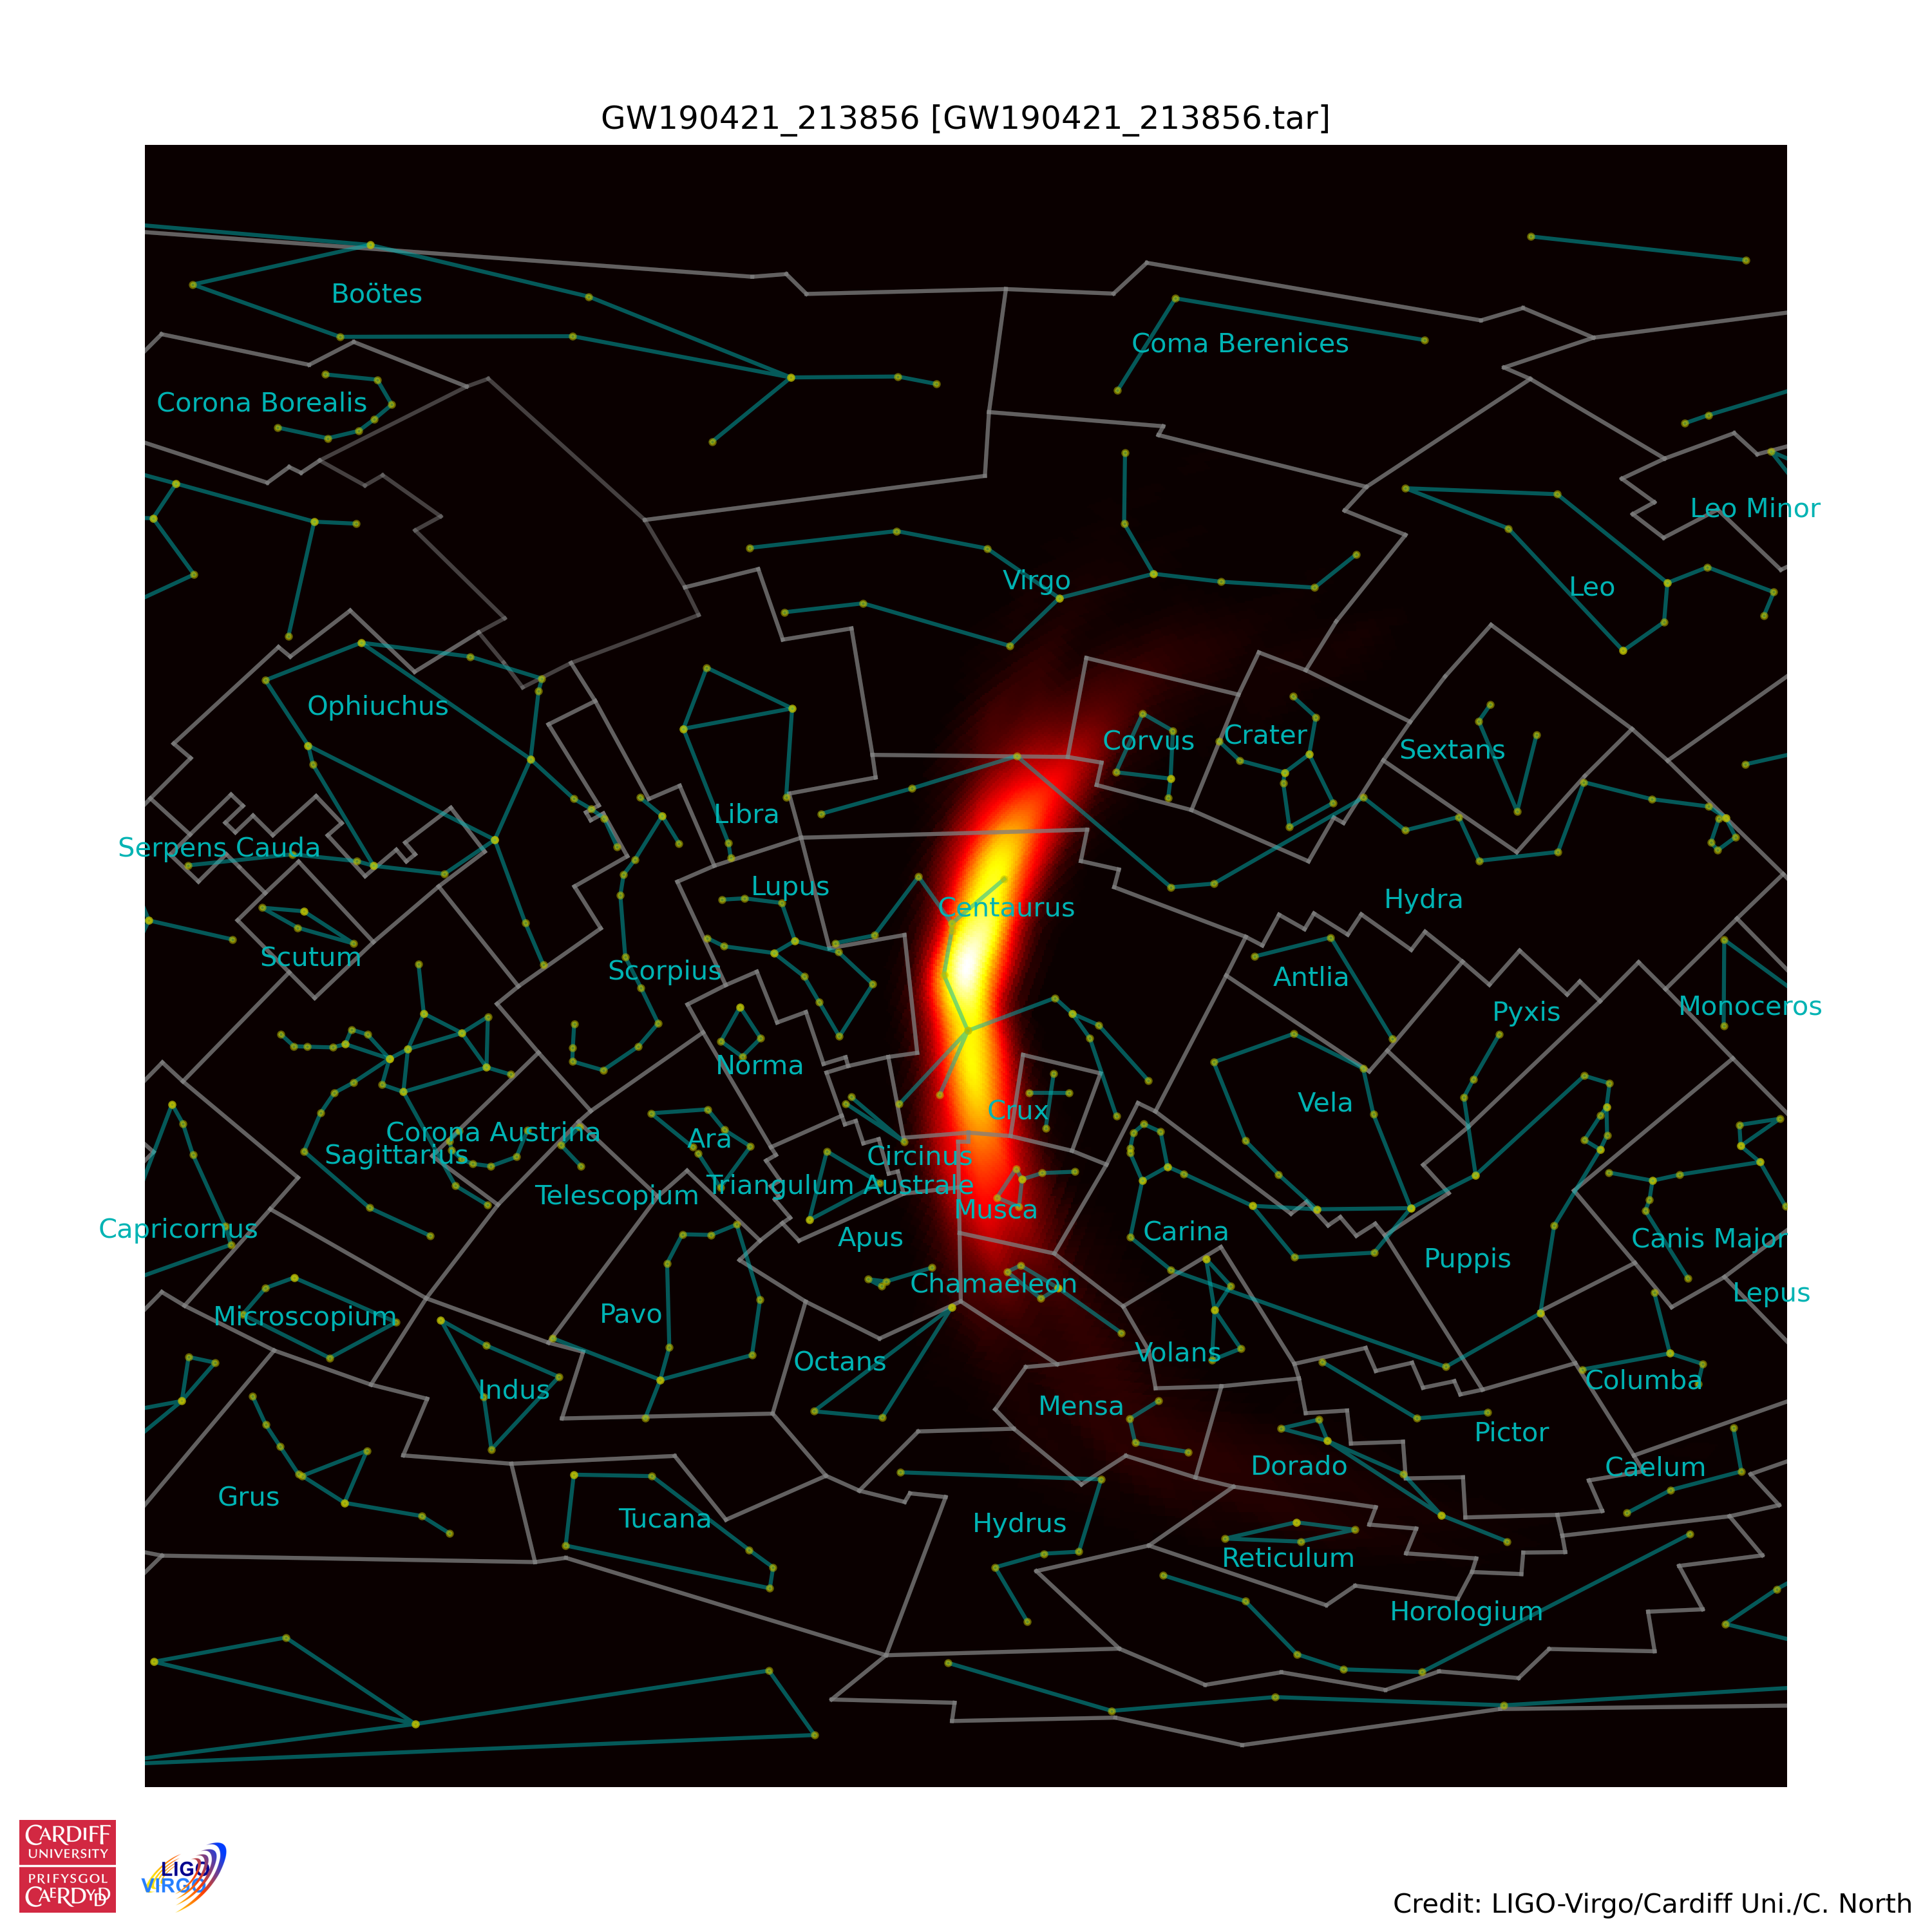 GW190421_213856 [GW190421_213856.tar]
Boötes
Coma Berenices
Corona Borealis
Leo Minor
Virgo
Leo
Ophiuchus
Corvus
Crater
Sextans
Libra
Serpens Cauda
Lupus
Centaurus
Hydra
Scutum
Scorpius
Antlia
Pyxis
Monoceros
Norma
Vela
Crux
Corona Austrina
Ara
Sagittarius
Circinus
Triangulum Australe
Telescopium
Musca
Capricornus
Apus
Carina
Canis Major
Puppis
Chamaeleon
Lepus
Microscopium
Pavo
Octans
Volans
Indus
Columba
Mensa
Pictor
Dorado
Caelum
Grus
Tucana
Hydrus
Reticulum
Horologium
CARDIFF
UNIVERSITY
PRIFYSGOL
CAERDYDD
LIGO
VIRGO
Credit: LIGO-Virgo/Cardiff Uni./C. North